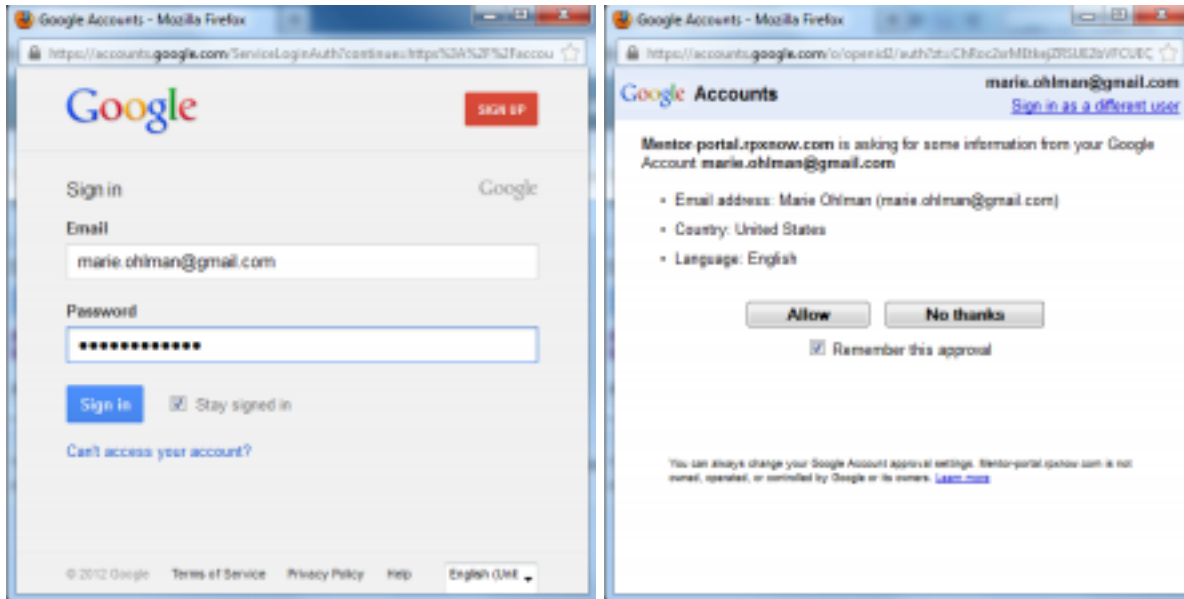 Google Accounts - Mozilla Firefox
https://accounts.google.com/ServiceLoginAuth?continue=https%3A%2F%2Faccou
Google
SIGN UP
Sign in
Google
Email
marie.ohlman@gmail.com
Password
Sign in
Stay signed in
Can't access your account?
© 2012 Google Terms of Service Privacy Policy Help English (Unit
Google Accounts - Mozilla Firefox
https://accounts.google.com/o/openid2/auth?
Google Accounts
marie.ohlman@gmail.com
Sign in as a different user
Mentor-portal.rpxnow.com is asking for some information from your Google
Account marie.ohlman@gmail.com
• Email address: Marie Ohlman (marie.ohlman@gmail.com)
• Country: United States
• Language: English
Allow
No thanks
Remember this approval
You can always change your Google Account approval settings. Mentor-portal.rpxnow.com is not
owned, operated, or controlled by Google or its owners. Learn more